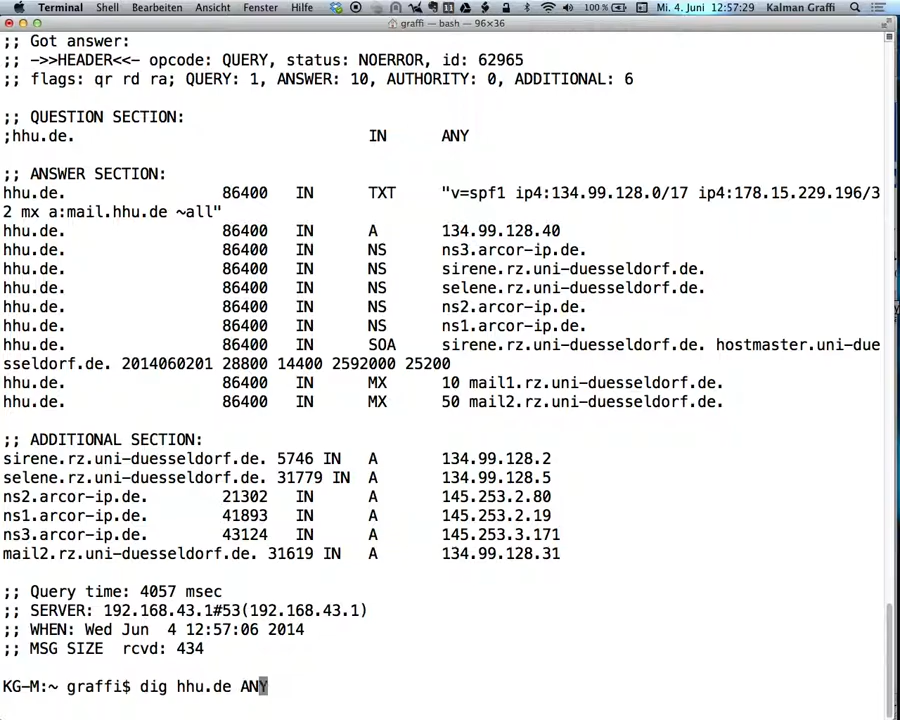 Terminal Shell Bearbeiten Ansicht Fenster Hilfe 100 % Mi. 4. Juni 12:57:29 Kalman Graffi
graffi — bash — 96×36
;; Got answer:
;; ->>HEADER<<- opcode: QUERY, status: NOERROR, id: 62965
;; flags: qr rd ra; QUERY: 1, ANSWER: 10, AUTHORITY: 0, ADDITIONAL: 6
;; QUESTION SECTION:
;hhu.de. IN ANY
;; ANSWER SECTION:
hhu.de. 86400 IN TXT "v=spf1 ip4:134.99.128.0/17 ip4:178.15.229.196/3
2 mx a:mail.hhu.de ~all"
hhu.de. 86400 IN A 134.99.128.40
hhu.de. 86400 IN NS ns3.arcor-ip.de.
hhu.de. 86400 IN NS sirene.rz.uni-duesseldorf.de.
hhu.de. 86400 IN NS selene.rz.uni-duesseldorf.de.
hhu.de. 86400 IN NS ns2.arcor-ip.de.
hhu.de. 86400 IN NS ns1.arcor-ip.de.
hhu.de. 86400 IN SOA sirene.rz.uni-duesseldorf.de. hostmaster.uni-due
sseldorf.de. 2014060201 28800 14400 2592000 25200
hhu.de. 86400 IN MX 10 mail1.rz.uni-duesseldorf.de.
hhu.de. 86400 IN MX 50 mail2.rz.uni-duesseldorf.de.
;; ADDITIONAL SECTION:
sirene.rz.uni-duesseldorf.de. 5746 IN A 134.99.128.2
selene.rz.uni-duesseldorf.de. 31779 IN A 134.99.128.5
ns2.arcor-ip.de. 21302 IN A 145.253.2.80
ns1.arcor-ip.de. 41893 IN A 145.253.2.19
ns3.arcor-ip.de. 43124 IN A 145.253.3.171
mail2.rz.uni-duesseldorf.de. 31619 IN A 134.99.128.31
;; Query time: 4057 msec
;; SERVER: 192.168.43.1#53(192.168.43.1)
;; WHEN: Wed Jun 4 12:57:06 2014
;; MSG SIZE rcvd: 434
KG-M:~ graffi$ dig hhu.de ANY